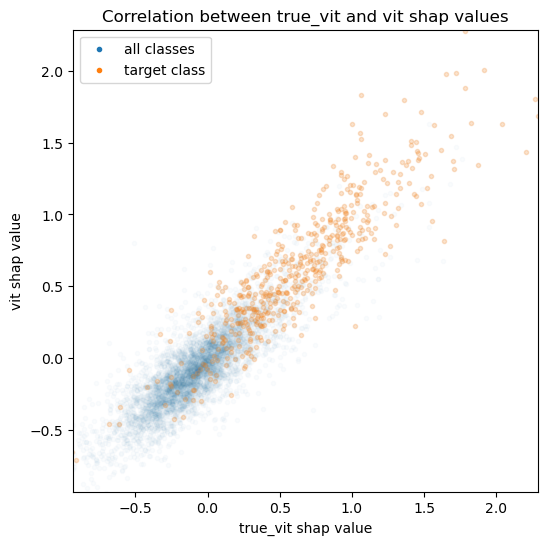 Correlation between true_vit and vit shap values
all classes
target class
2.0
1.5
1.0
0.5
0.0
−0.5
vit shap value
−0.5
0.0
0.5
1.0
1.5
2.0
true_vit shap value